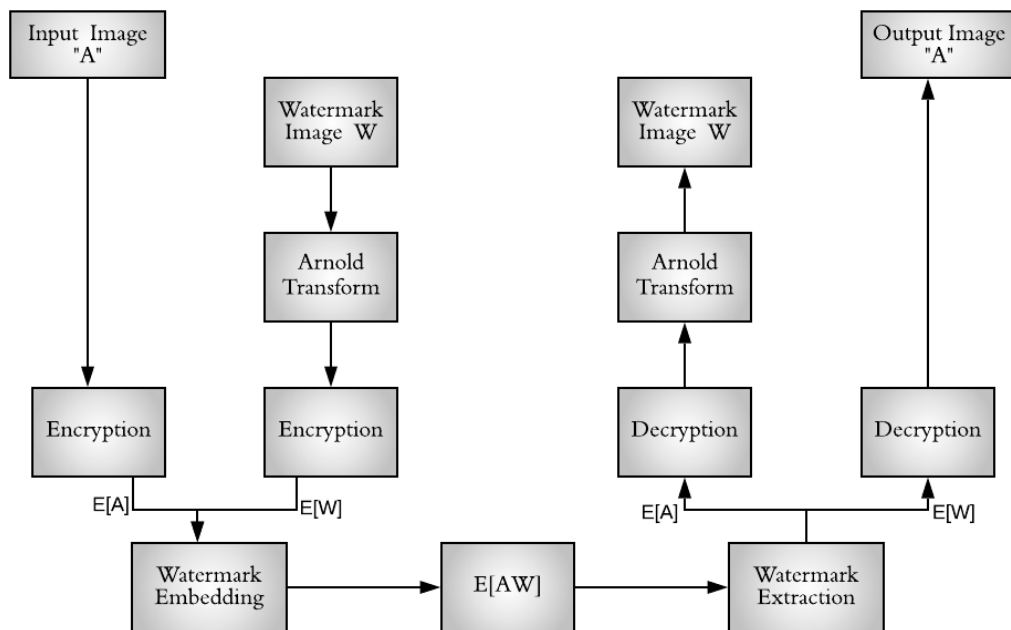 Input Image
"A"
Output Image
"A"
Watermark
Image W
Watermark
Image W
Arnold
Transform
Arnold
Transform
Encryption
Encryption
Decryption
Decryption
E[A]
E[W]
E[A]
E[W]
Watermark
Embedding
E[AW]
Watermark
Extraction